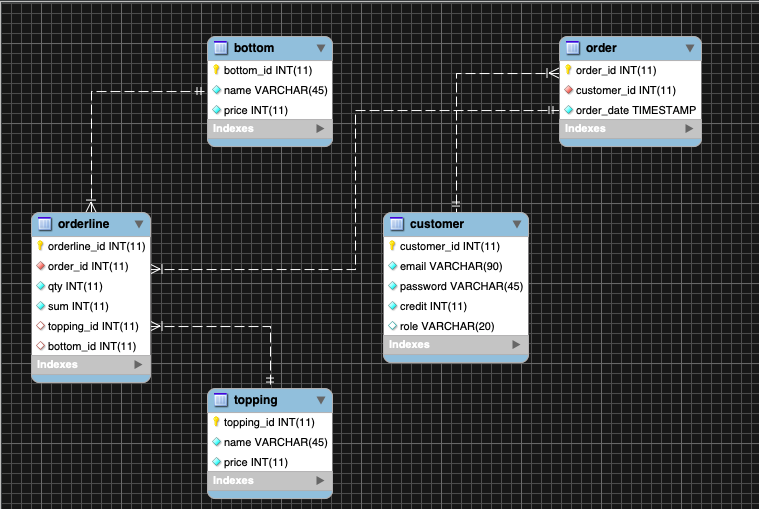 bottom
bottom_id INT(11)
name VARCHAR(45)
price INT(11)
Indexes
order
order_id INT(11)
customer_id INT(11)
order_date TIMESTAMP
Indexes
orderline
orderline_id INT(11)
order_id INT(11)
qty INT(11)
sum INT(11)
topping_id INT(11)
bottom_id INT(11)
Indexes
customer
customer_id INT(11)
email VARCHAR(90)
password VARCHAR(45)
credit INT(11)
role VARCHAR(20)
Indexes
topping
topping_id INT(11)
name VARCHAR(45)
price INT(11)
Indexes